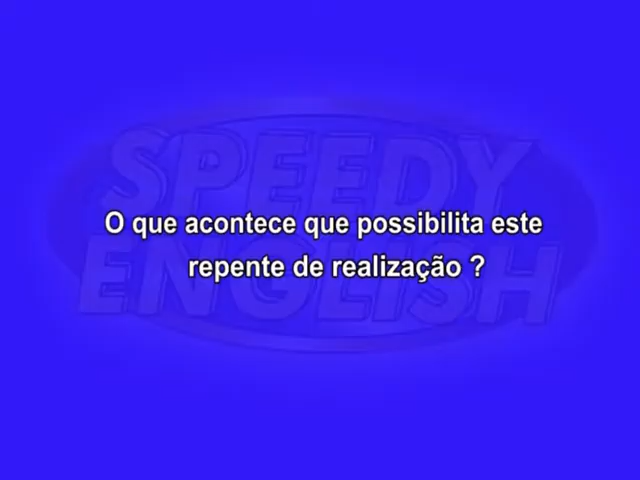 SPEEDY
ENGLISH
O que acontece que possibilita este
repente de realização ?